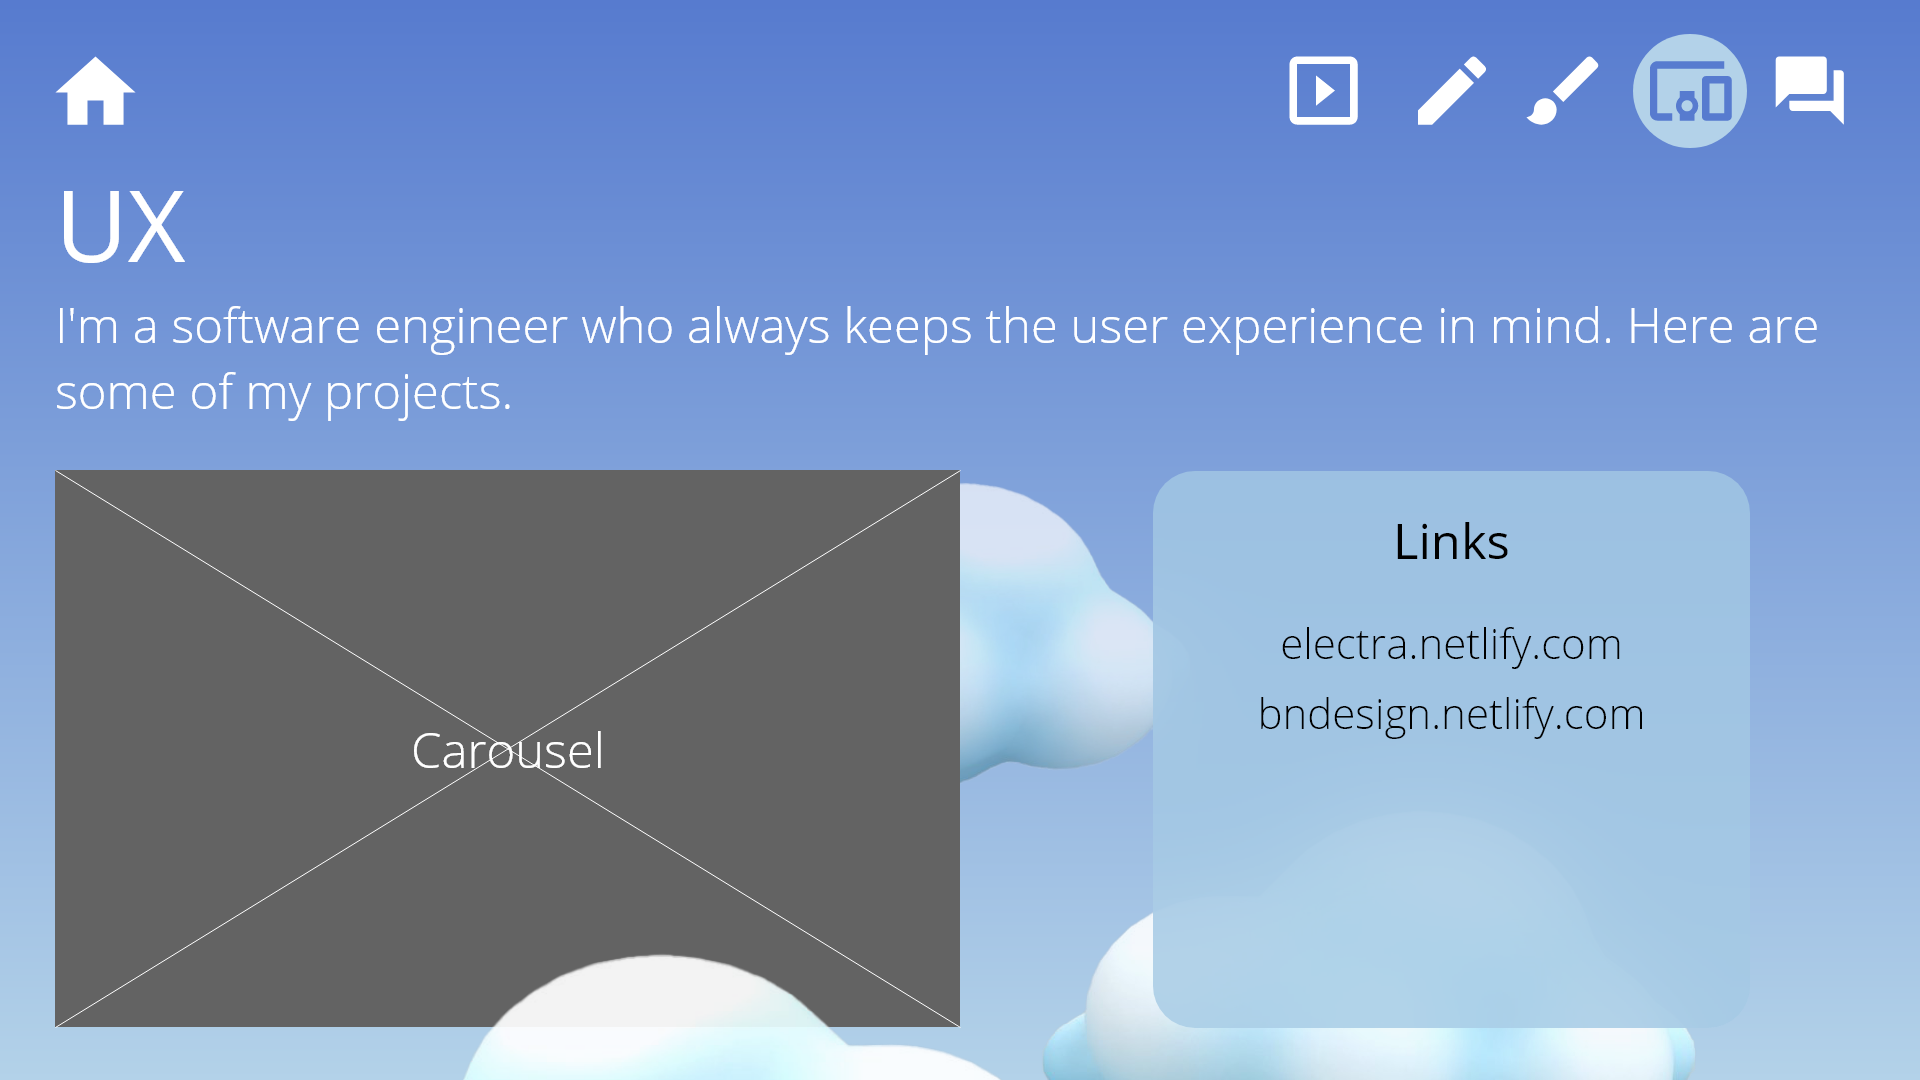 UX
I'm a software engineer who always keeps the user experience in mind. Here are
some of my projects.
Carousel
Links
electra.netlify.com
bndesign.netlify.com